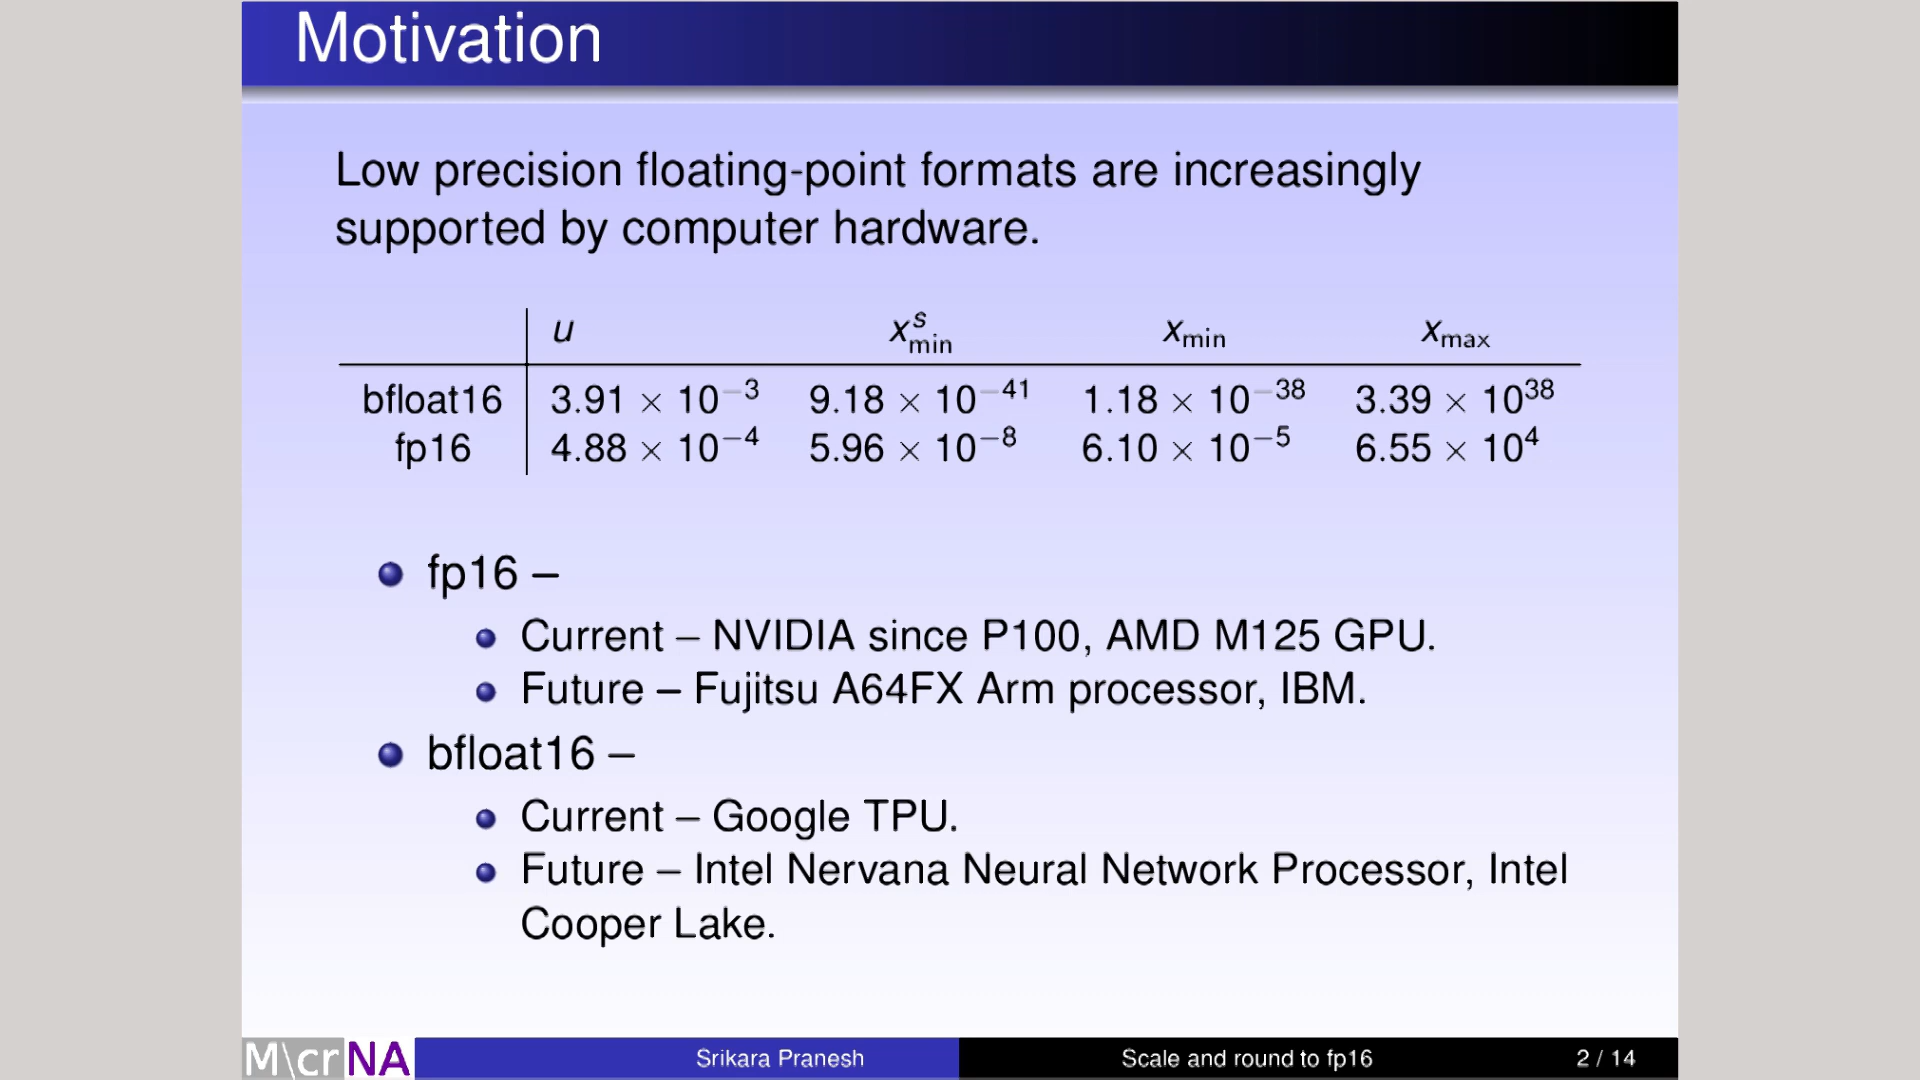 Motivation
Low precision floating-point formats are increasingly
supported by computer hardware.
u x^s_min x_min x_max
bfloat16 3.91 × 10^−3 9.18 × 10^−41 1.18 × 10^−38 3.39 × 10^38
fp16 4.88 × 10^−4 5.96 × 10^−8 6.10 × 10^−5 6.55 × 10^4
fp16 –
Current – NVIDIA since P100, AMD M125 GPU.
Future – Fujitsu A64FX Arm processor, IBM.
bfloat16 –
Current – Google TPU.
Future – Intel Nervana Neural Network Processor, Intel
Cooper Lake.
M\crNA Srikara Pranesh Scale and round to fp16 2 / 14